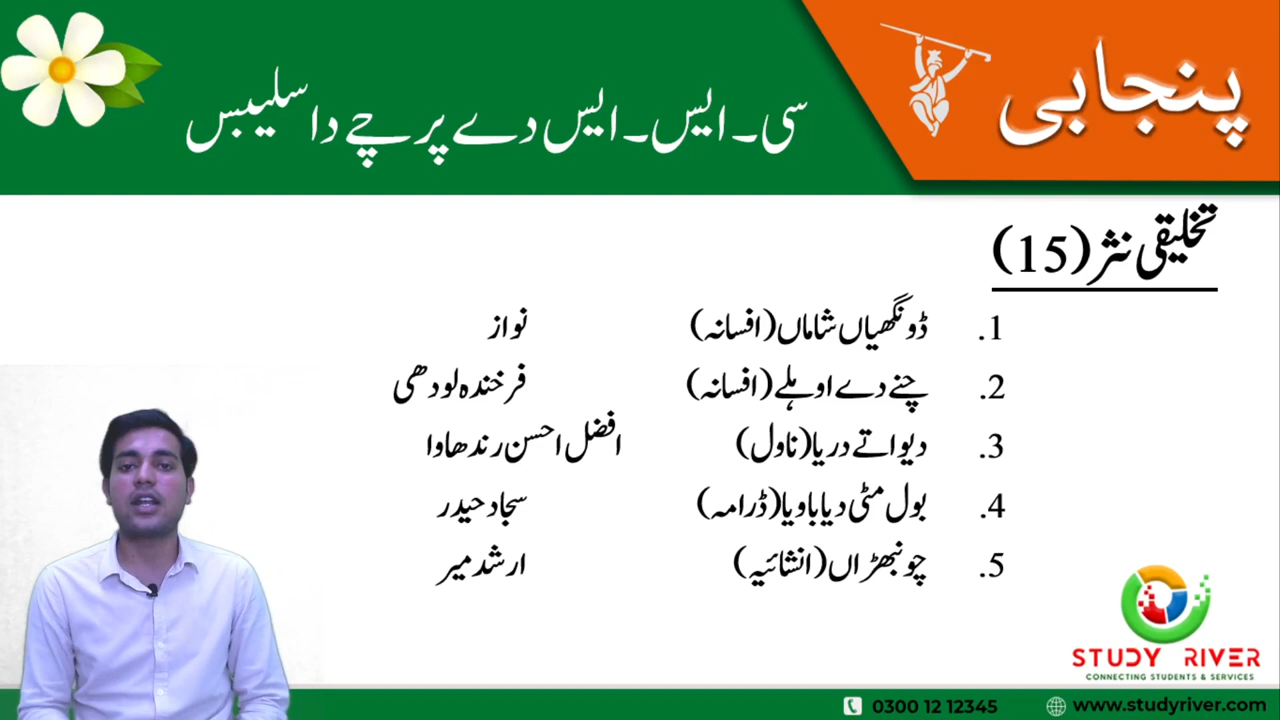 پنجابی
سی۔ایس۔ایس دے پرچے دا سلیبس
تخلیقی نثر (15)
1. ڈونگھیاں شاماں (افسانہ) نواز
2. چنے دے اوہلے (افسانہ) فرخندہ لودھی
3. دیوا تے دریا (ناول) افضل احسن رندھاوا
4. بول مٹی دیا باویا (ڈرامہ) سجاد حیدر
5. چونبھڑاں (انشائیہ) ارشد میر
STUDY RIVER
CONNECTING STUDENTS & SERVICES
0300 12 12345 www.studyriver.com